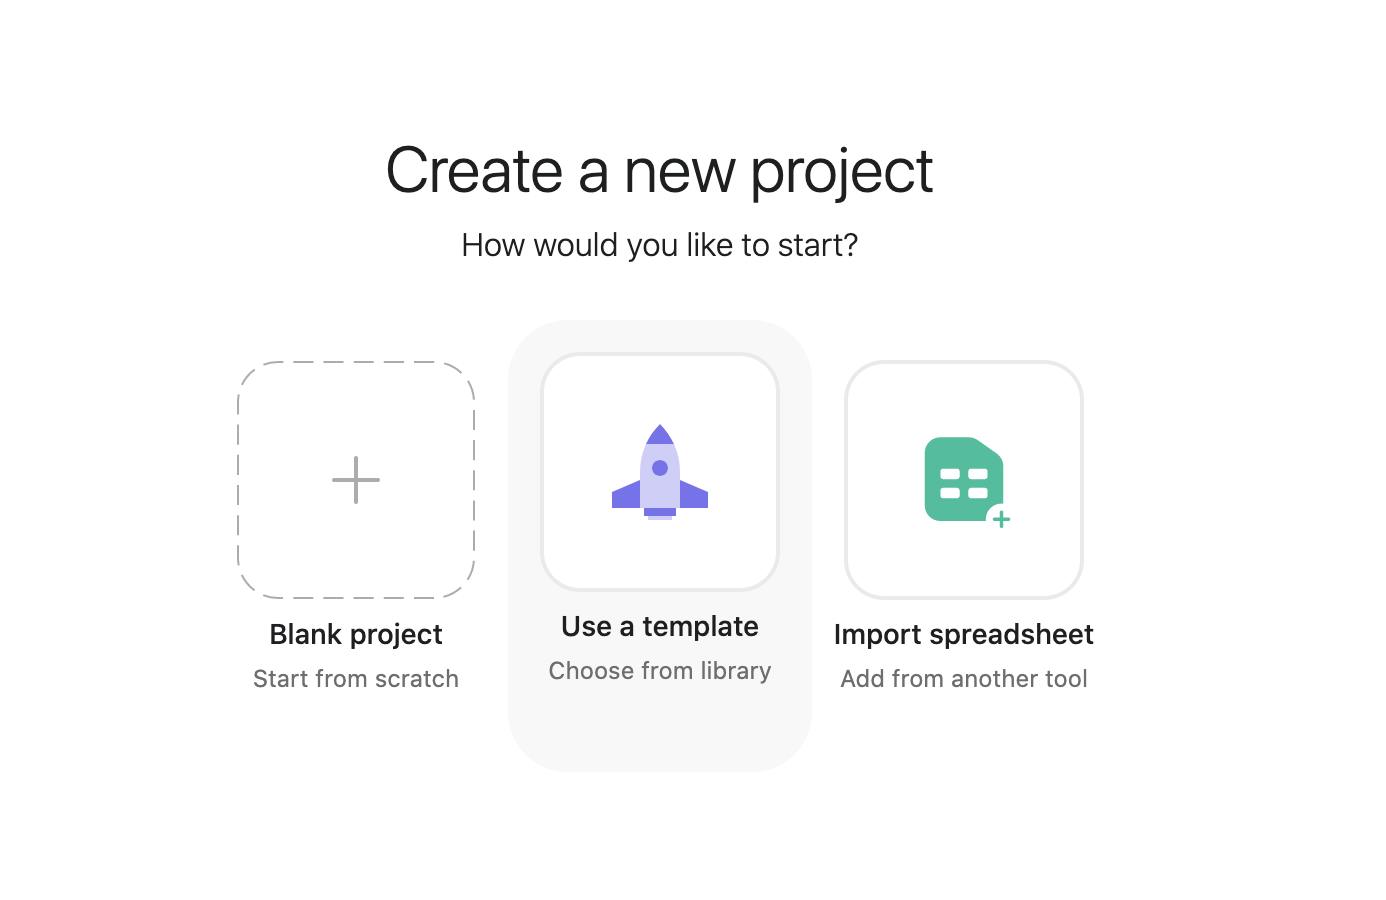 Create a new project
How would you like to start?
Blank project
Start from scratch
Use a template
Choose from library
Import spreadsheet
Add from another tool